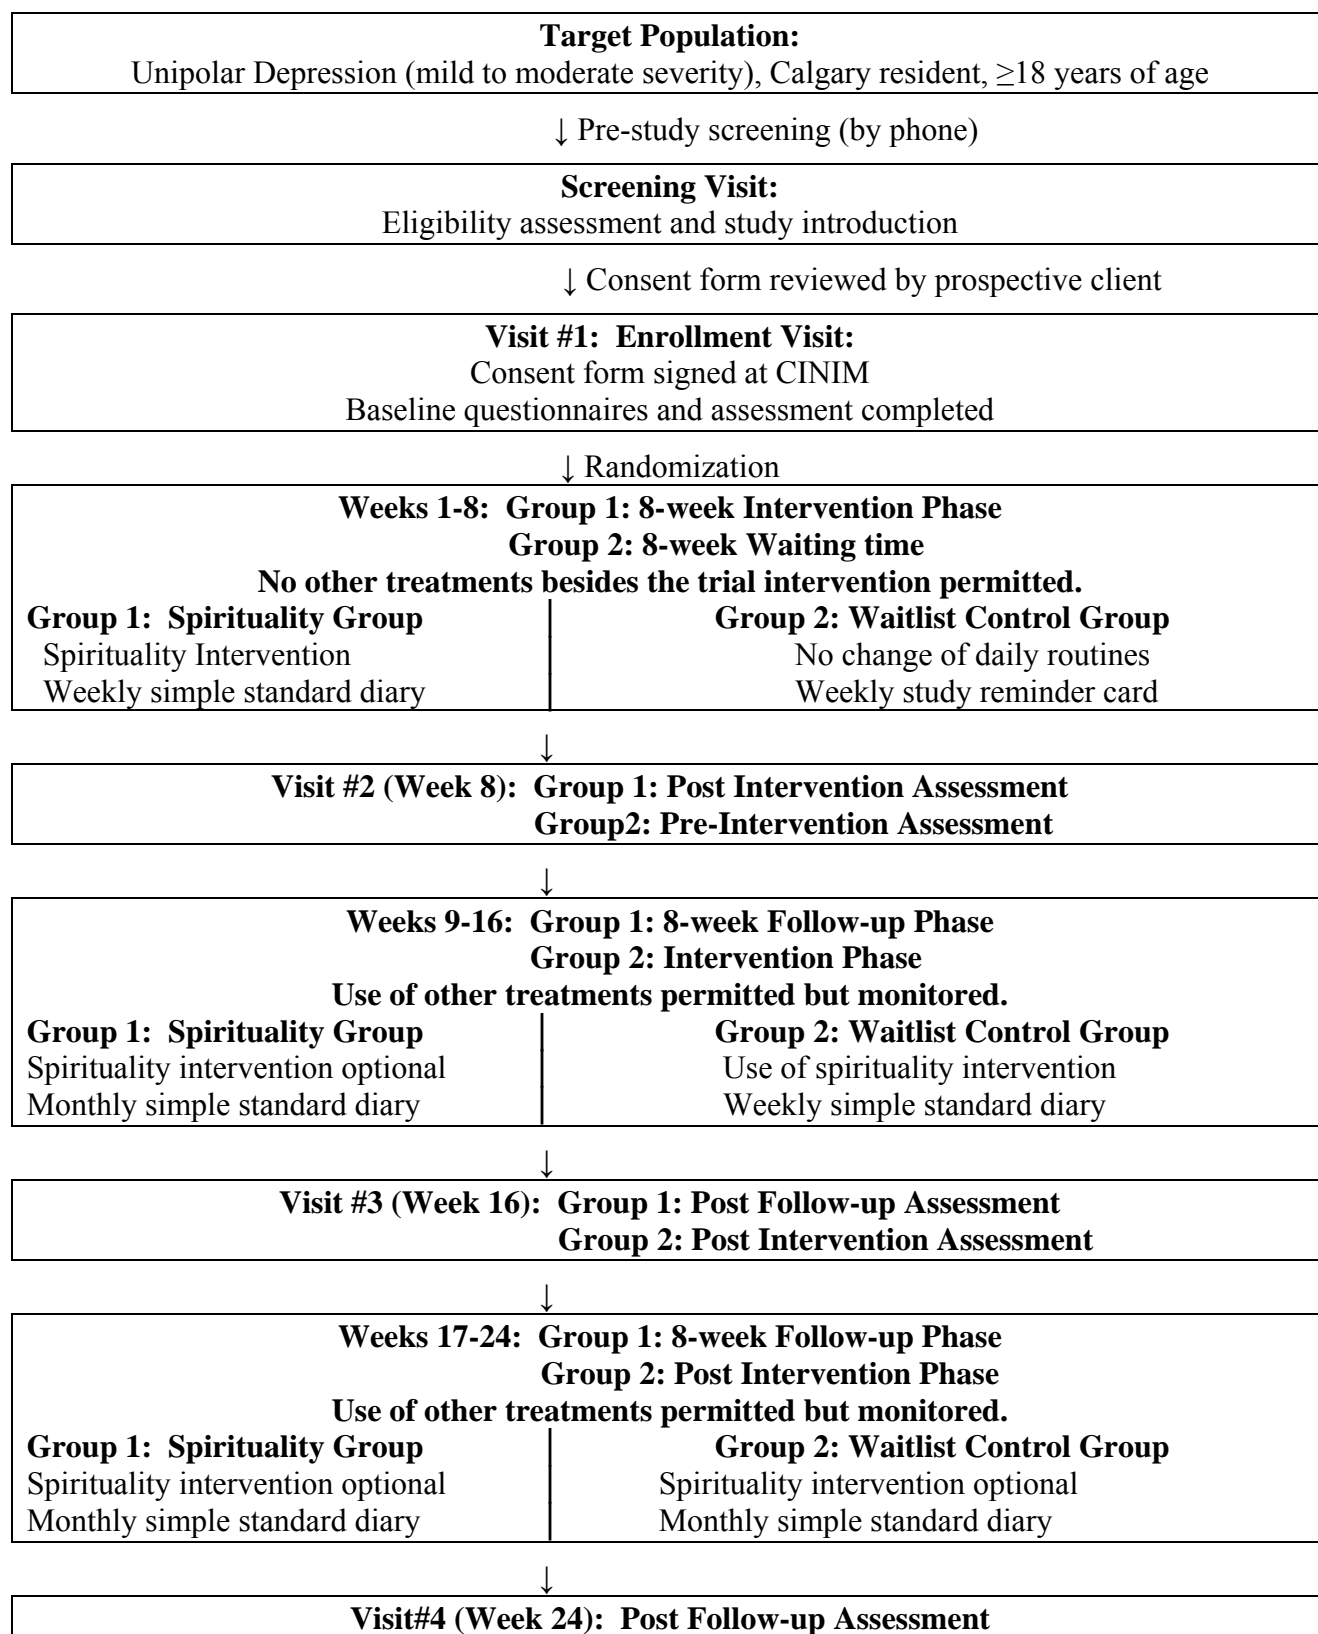 Target Population:
Unipolar Depression (mild to moderate severity), Calgary resident, ≥18 years of age
↓ Pre-study screening (by phone)
Screening Visit:
Eligibility assessment and study introduction
↓ Consent form reviewed by prospective client
Visit #1: Enrollment Visit:
Consent form signed at CINIM
Baseline questionnaires and assessment completed
↓ Randomization
Weeks 1-8: Group 1: 8-week Intervention Phase
Group 2: 8-week Waiting time
No other treatments besides the trial intervention permitted.
Group 1: Spirituality Group
Spirituality Intervention
Weekly simple standard diary
Group 2: Waitlist Control Group
No change of daily routines
Weekly study reminder card
↓
Visit #2 (Week 8): Group 1: Post Intervention Assessment
Group2: Pre-Intervention Assessment
↓
Weeks 9-16: Group 1: 8-week Follow-up Phase
Group 2: Intervention Phase
Use of other treatments permitted but monitored.
Group 1: Spirituality Group
Spirituality intervention optional
Monthly simple standard diary
Group 2: Waitlist Control Group
Use of spirituality intervention
Weekly simple standard diary
↓
Visit #3 (Week 16): Group 1: Post Follow-up Assessment
Group 2: Post Intervention Assessment
↓
Weeks 17-24: Group 1: 8-week Follow-up Phase
Group 2: Post Intervention Phase
Use of other treatments permitted but monitored.
Group 1: Spirituality Group
Spirituality intervention optional
Monthly simple standard diary
Group 2: Waitlist Control Group
Spirituality intervention optional
Monthly simple standard diary
↓
Visit#4 (Week 24): Post Follow-up Assessment